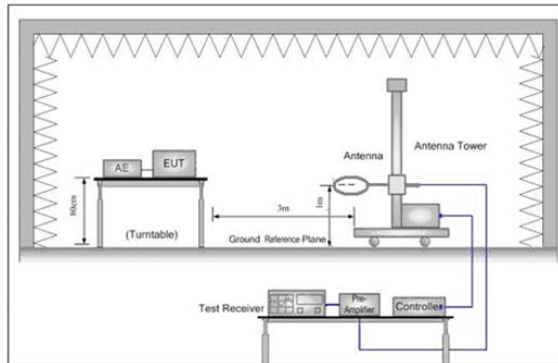 Antenna
Antenna Tower
AE
EUT
80cm
(Turntable)
3m
1m
Ground Reference Plane
Test Receiver
Pre-
Amplifier
Controller